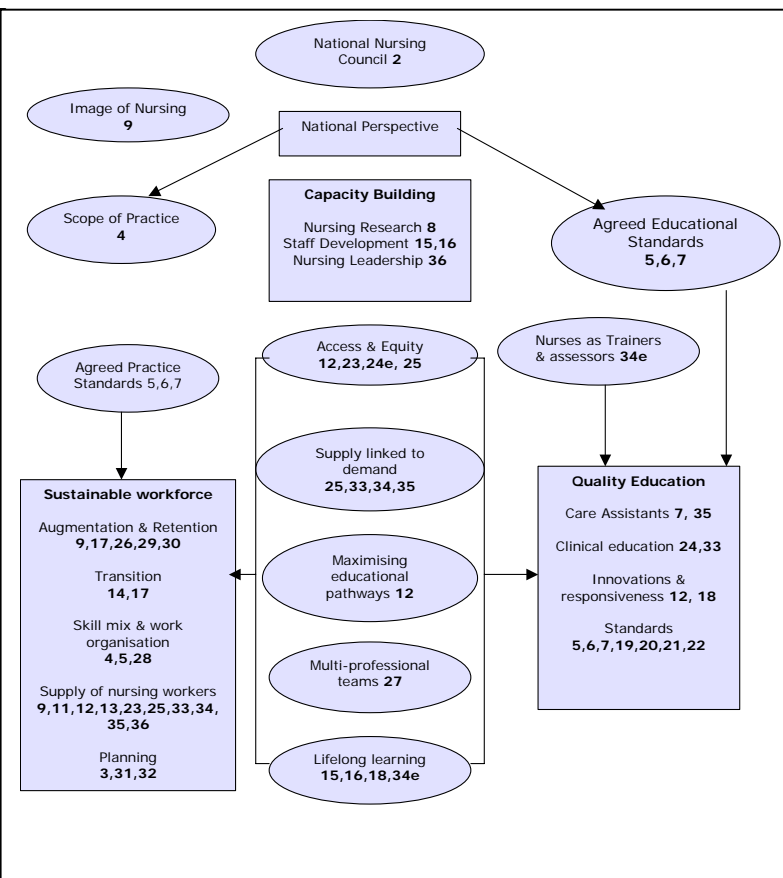 National Nursing
Council 2
Image of Nursing
9
National Perspective
Scope of Practice
4
Capacity Building
Nursing Research 8
Staff Development 15,16
Nursing Leadership 36
Agreed Educational
Standards
5,6,7
Agreed Practice
Standards 5,6,7
Access & Equity
12,23,24e, 25
Nurses as Trainers
& assessors 34e
Supply linked to
demand
25,33,34,35
Maximising
educational
pathways 12
Multi-professional
teams 27
Lifelong learning
15,16,18,34e
Sustainable workforce
Augmentation & Retention
9,17,26,29,30
Transition
14,17
Skill mix & work
organisation
4,5,28
Supply of nursing workers
9,11,12,13,23,25,33,34,
35,36
Planning
3,31,32
Quality Education
Care Assistants 7, 35
Clinical education 24,33
Innovations &
responsiveness 12, 18
Standards
5,6,7,19,20,21,22